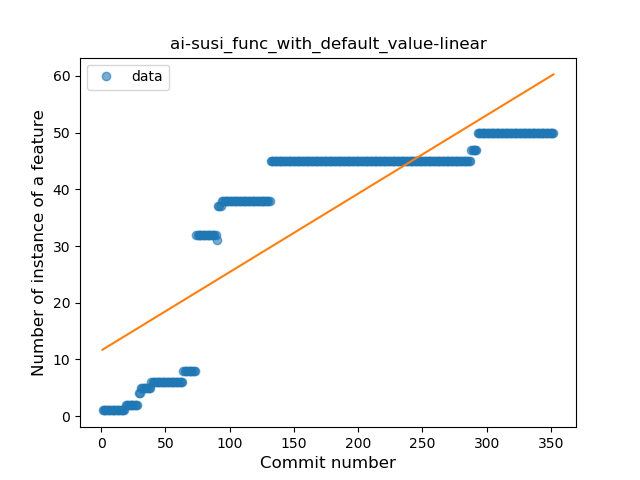 ai-susi_func_with_default_value-linear
data
Number of instance of a feature
60
50
40
30
20
10
0
0 50 100 150 200 250 300 350
Commit number